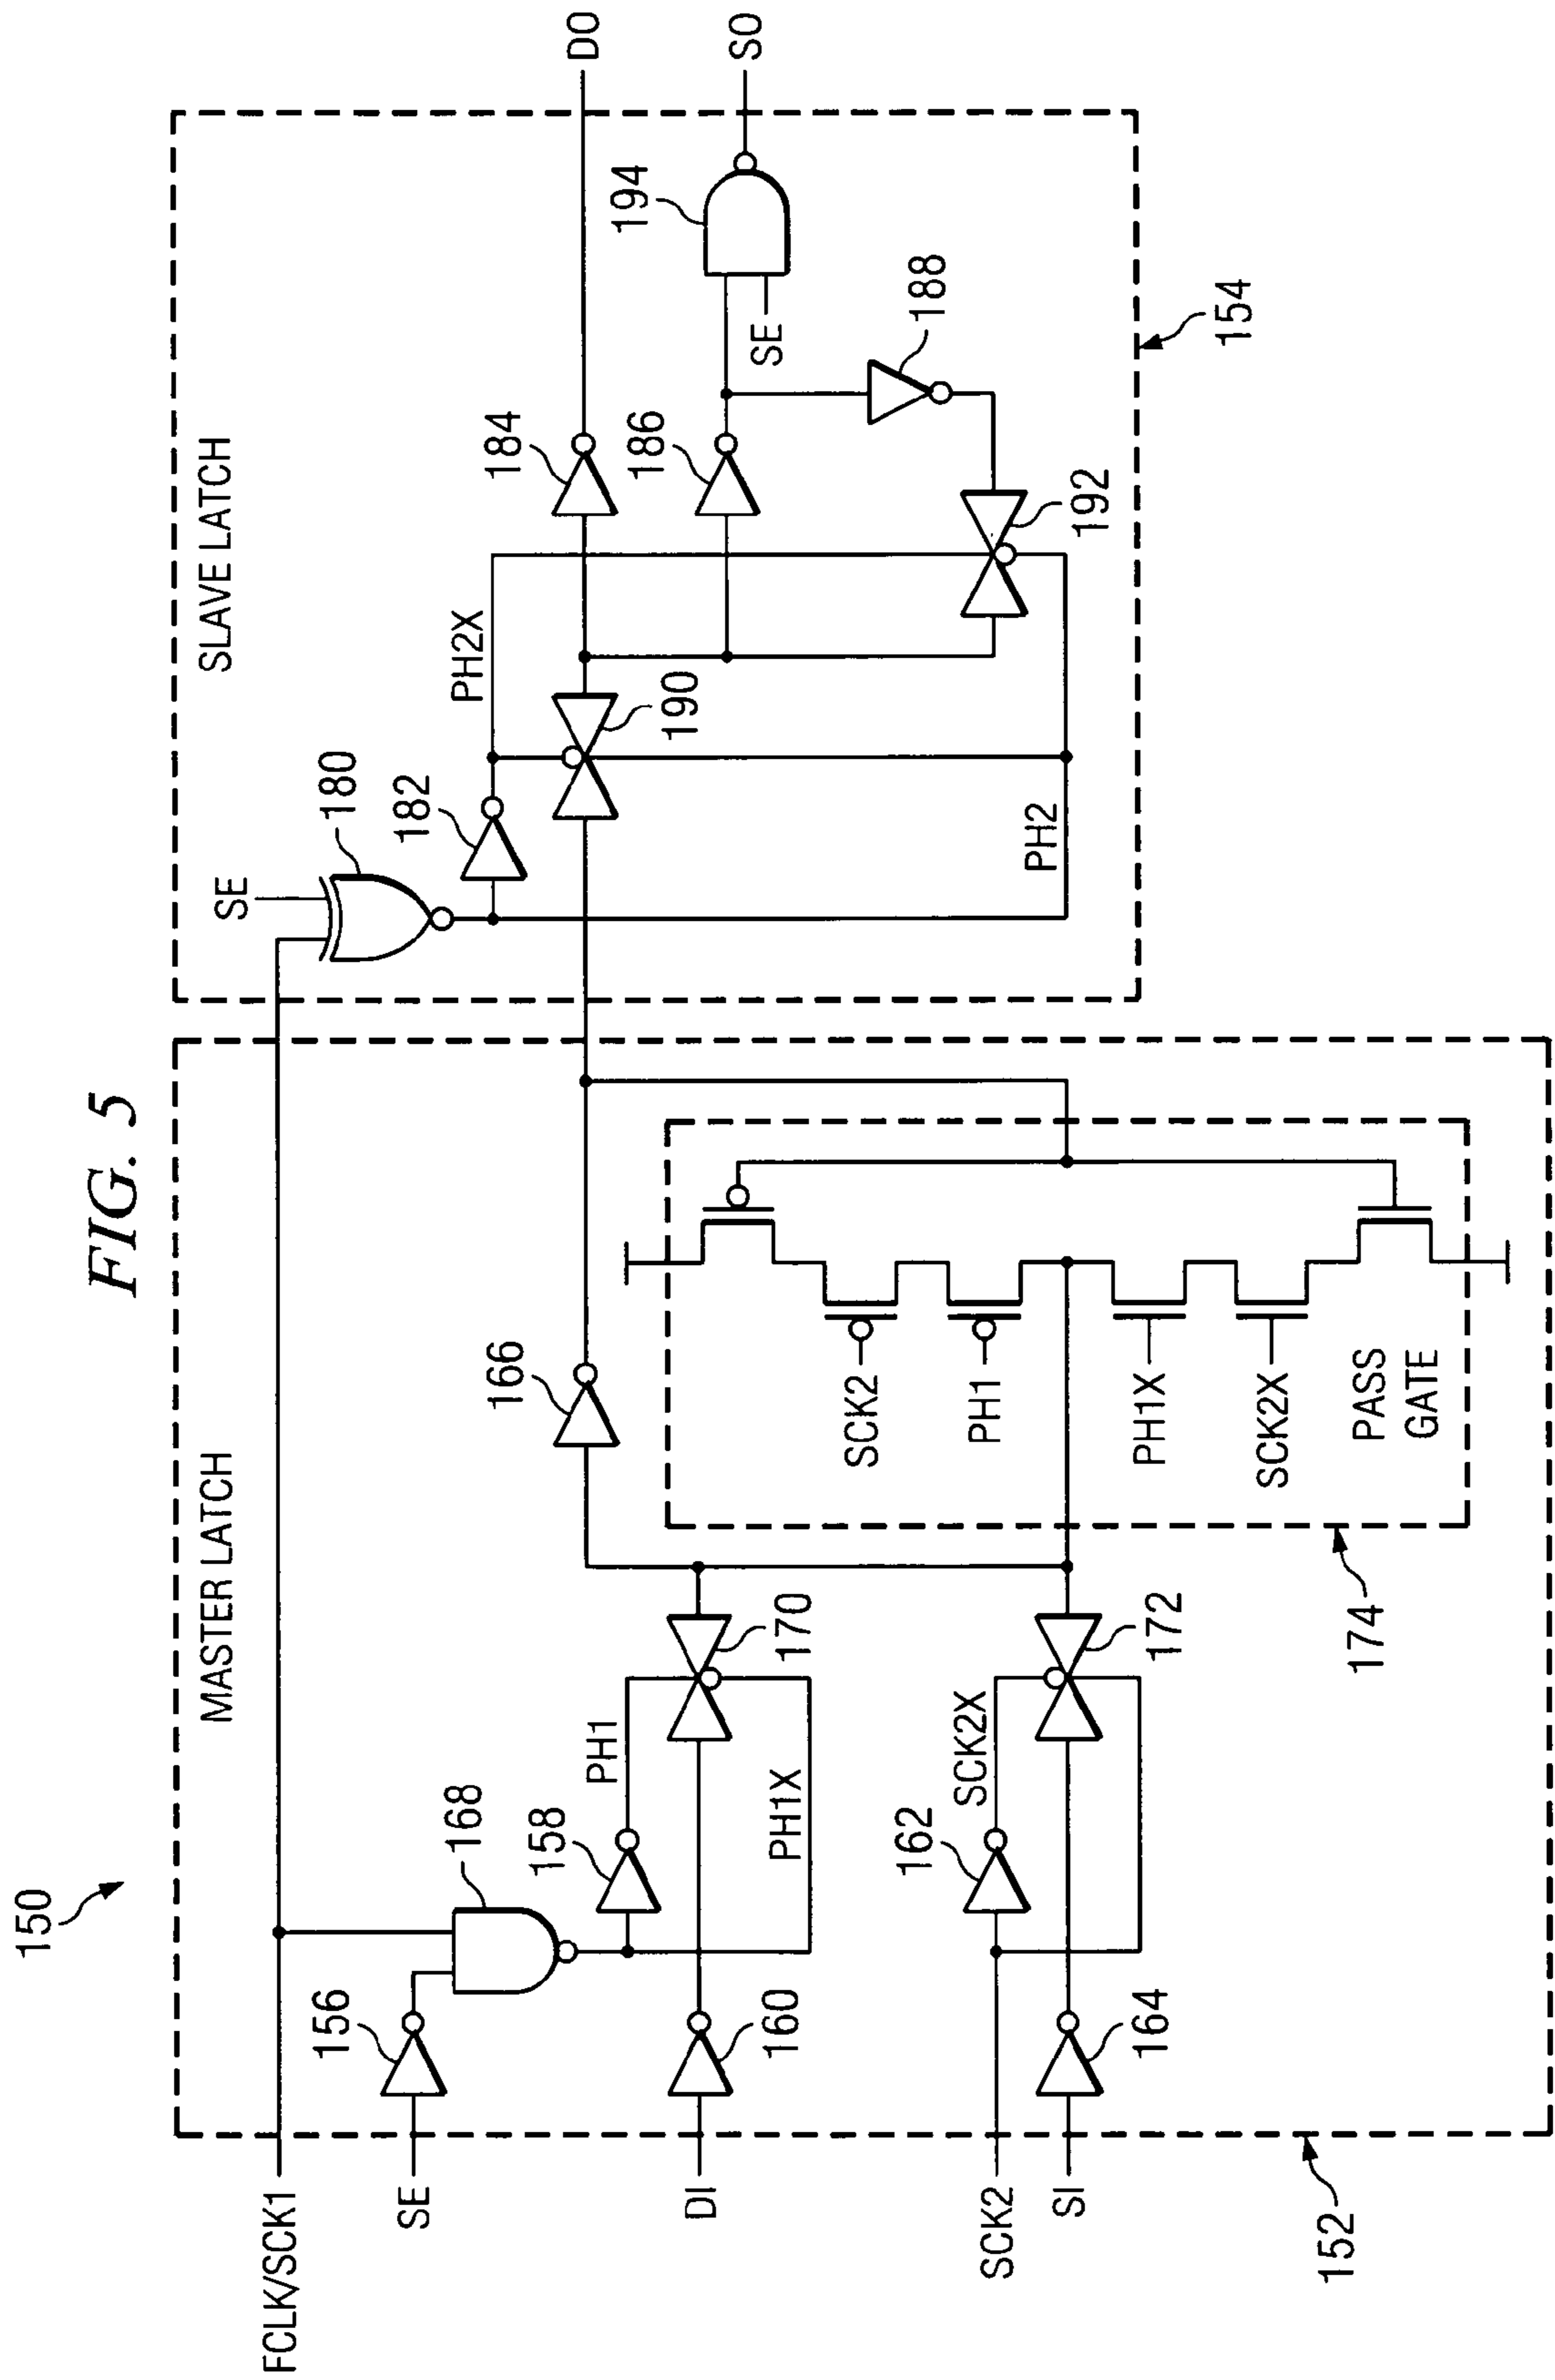 FIG. 5
150
MASTER LATCH
SLAVE LATCH
FCLK/SCK1
SE
DI
SCK2
SI
152
156
168
158
PH1
160
170
PH1X
162
SCK2X
164
172
174
166
SCK2
PH1
PH1X
SCK2X
PASS
GATE
SE
180
182
PH2X
190
PH2
184
186
192
188
SE
194
154
DO
SO